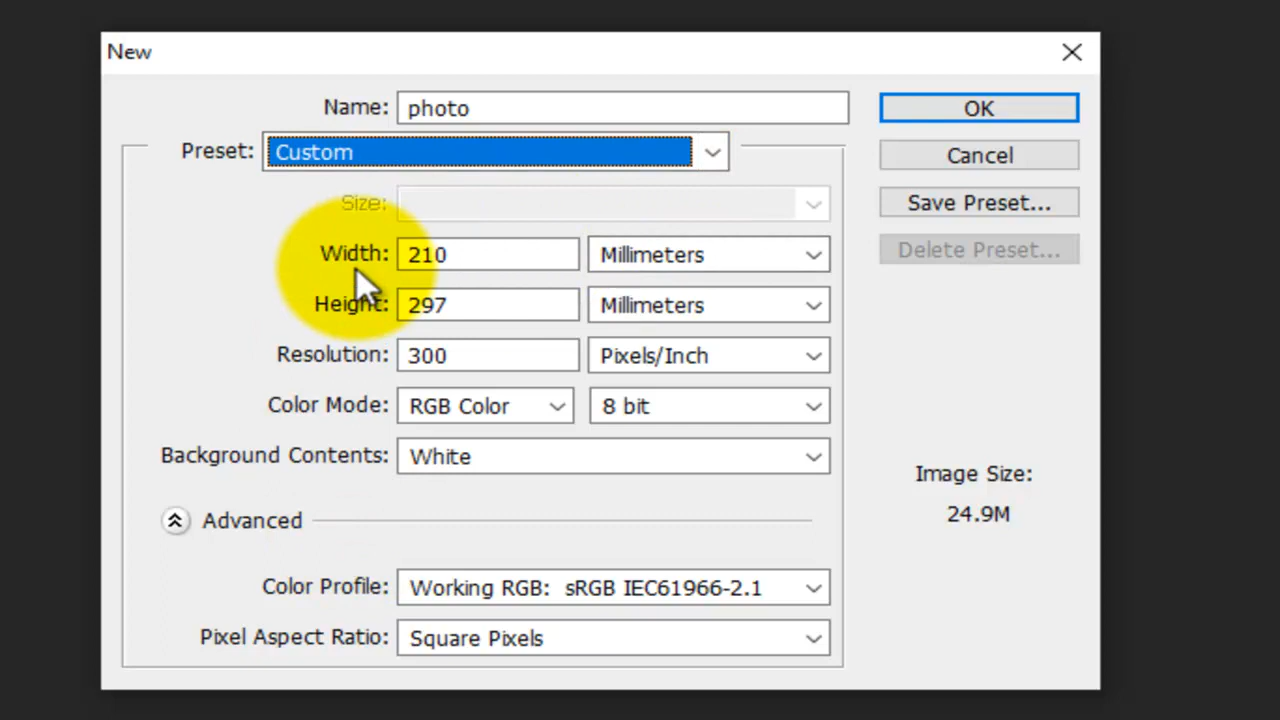 New
Name: photo OK
Preset: Custom Cancel
Size: Save Preset...
Width: 210 Millimeters Delete Preset...
Height: 297 Millimeters
Resolution: 300 Pixels/Inch
Color Mode: RGB Color 8 bit
Background Contents: White
Image Size:
24.9M
Advanced
Color Profile: Working RGB: sRGB IEC61966-2.1
Pixel Aspect Ratio: Square Pixels